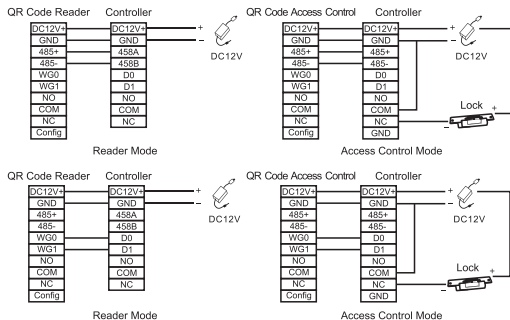 QR Code Reader Controller
DC12V+ DC12V+ +
GND GND −
485+ 458A
485- 458B DC12V
WG0 D0
WG1 D1
NO NO
COM COM
NC NC
Config
Reader Mode
QR Code Access Control Controller
DC12V+ DC12V+ +
GND GND −
485+ 485+
485- 485- DC12V
WG0 D0
WG1 D1
NO NO
COM COM Lock +
NC NC −
Config GND
Access Control Mode
QR Code Reader Controller
DC12V+ DC12V+ +
GND GND −
485+ 458A DC12V
485- 458B
WG0 D0
WG1 D1
NO NO
COM COM
NC NC
Config
Reader Mode
QR Code Access Control Controller
DC12V+ DC12V+ +
GND GND −
485+ 485+ DC12V
485- 485-
WG0 D0
WG1 D1
NO NO
COM COM Lock +
NC NC −
Config GND
Access Control Mode